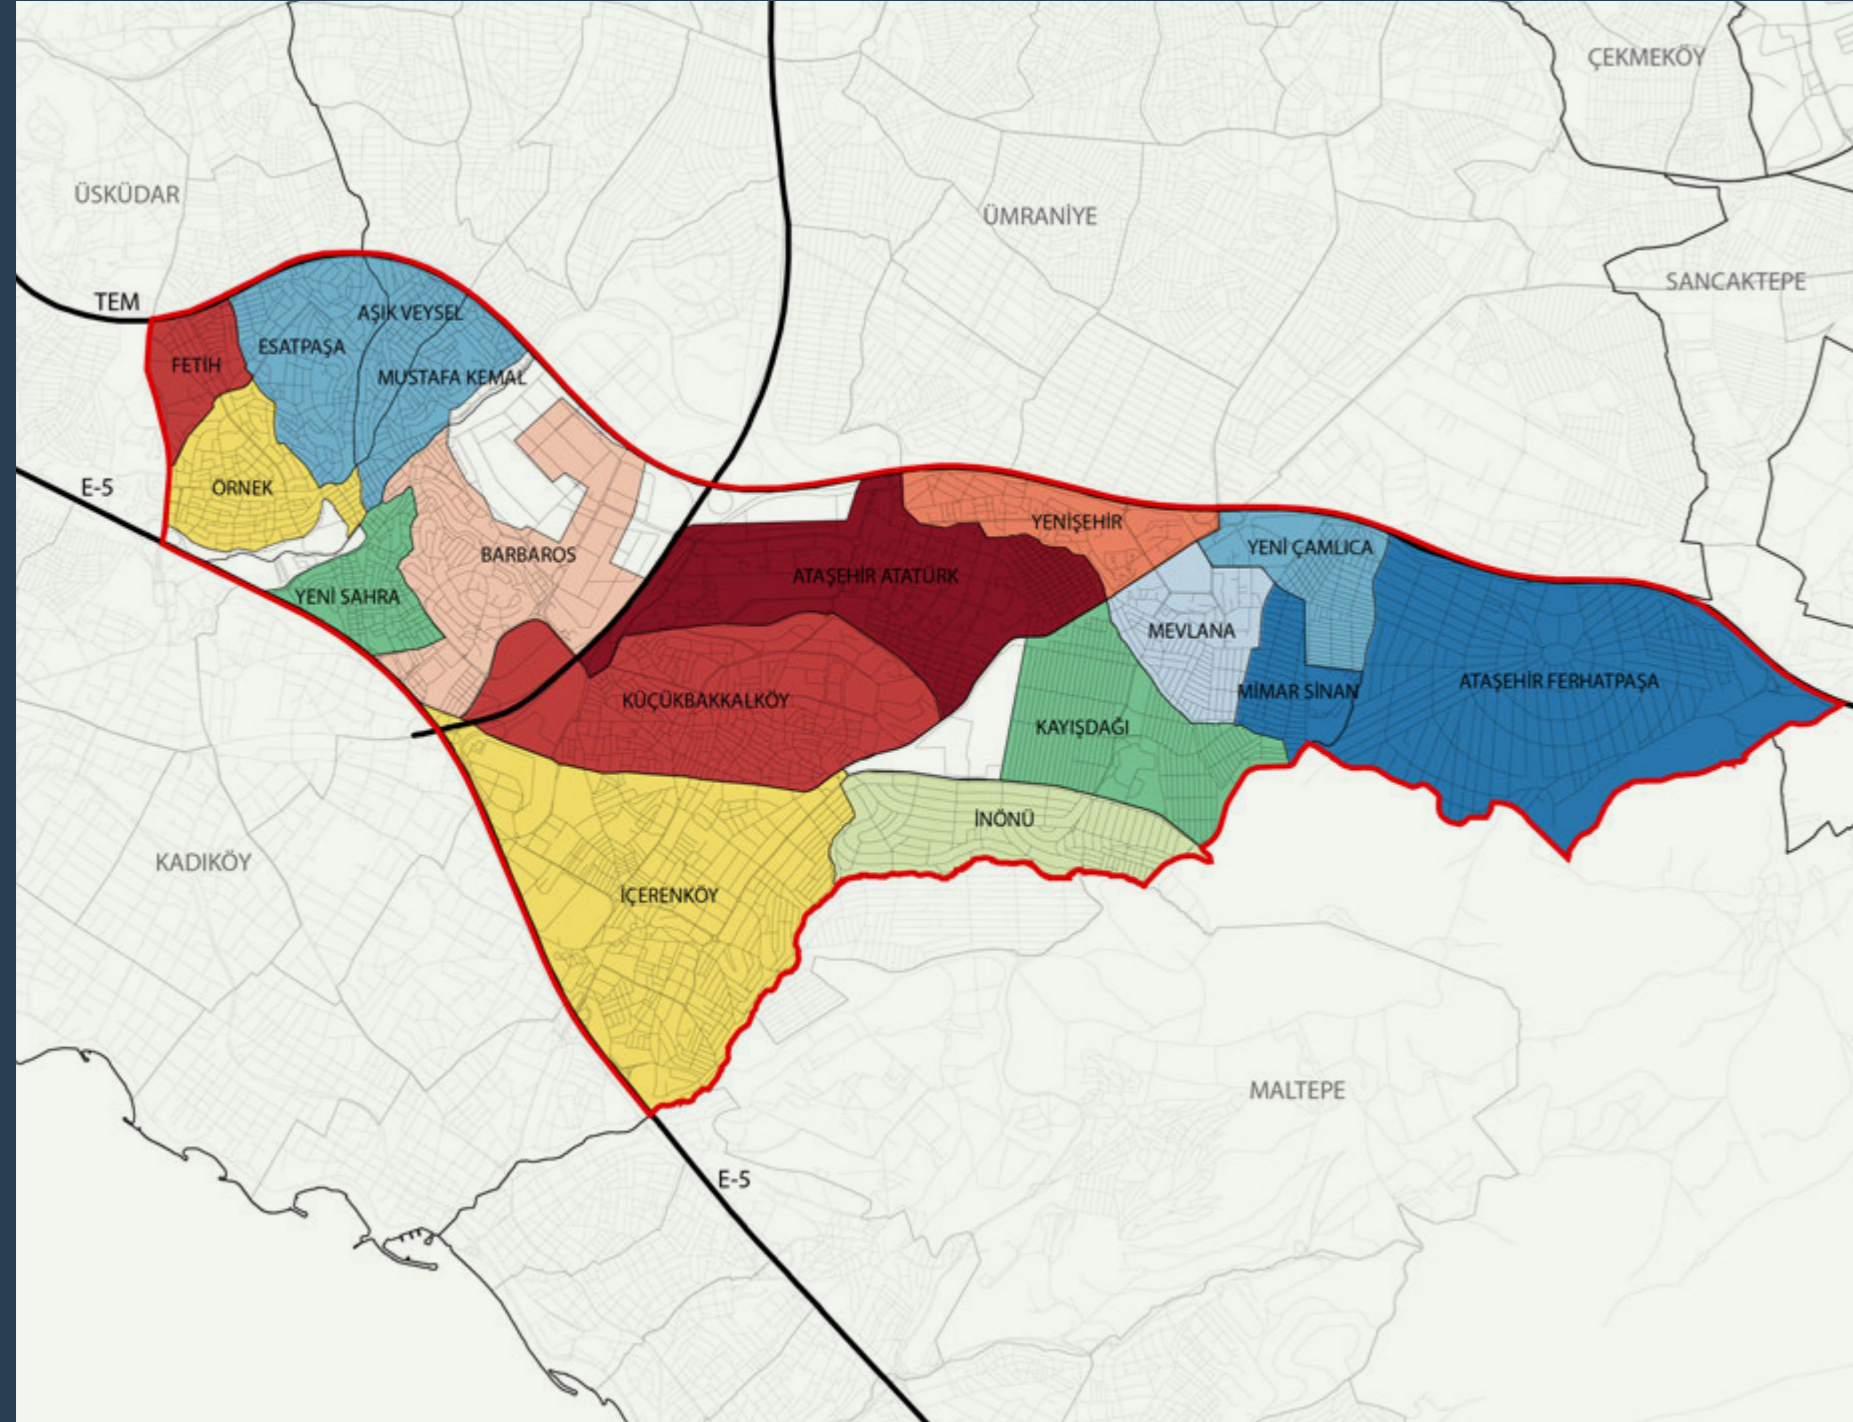 ÇEKMEKÖY
ÜSKÜDAR
ÜMRANİYE
SANCAKTEPE
TEM
AŞIK VEYSEL
ESATPAŞA
FETİH
MUSTAFA KEMAL
E-5
ÖRNEK
YENİŞEHİR
YENİ ÇAMLICA
BARBAROS
ATAŞEHİR ATATÜRK
YENİ SAHRA
MEVLANA
ATAŞEHİR FERHATPAŞA
MİMAR SİNAN
KÜÇÜKBAKKALKÖY
KAYIŞDAĞI
İNÖNÜ
KADIKÖY
İÇERENKÖY
MALTEPE
E-5